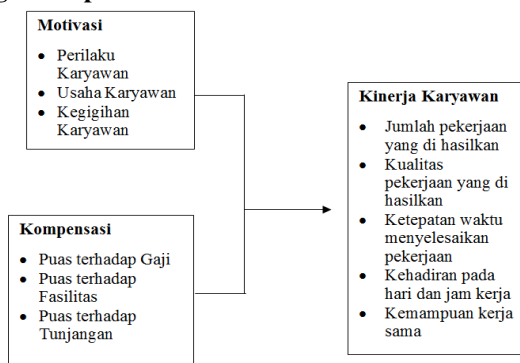 Motivasi
• Perilaku
Karyawan
• Usaha Karyawan
• Kegigihan
Karyawan
Kompensasi
• Puas terhadap Gaji
• Puas terhadap
Fasilitas
• Puas terhadap
Tunjangan
Kinerja Karyawan
• Jumlah pekerjaan
yang di hasilkan
• Kualitas
pekerjaan yang di
hasilkan
• Ketepatan waktu
menyelesaikan
pekerjaan
• Kehadiran pada
hari dan jam kerja
• Kemampuan kerja
sama